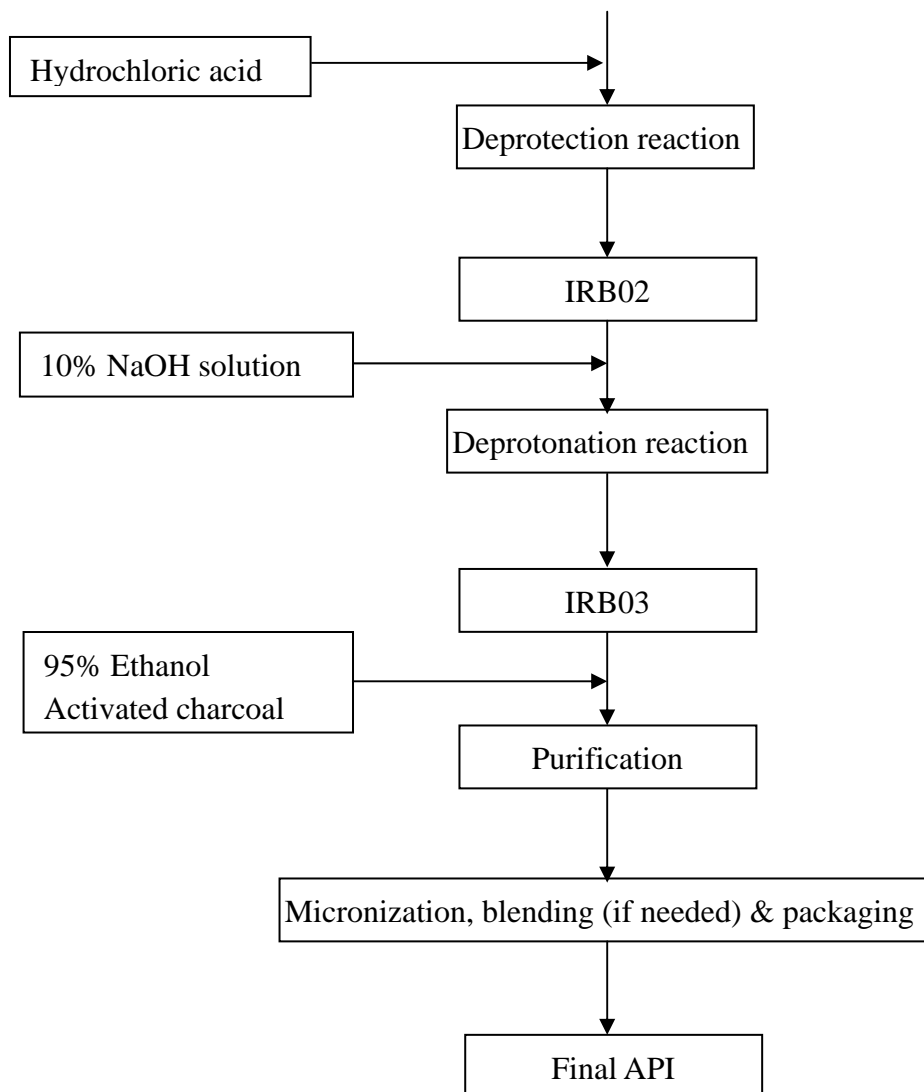 Hydrochloric acid
Deprotection reaction
IRB02
10% NaOH solution
Deprotonation reaction
IRB03
95% Ethanol
Activated charcoal
Purification
Micronization, blending (if needed) & packaging
Final API